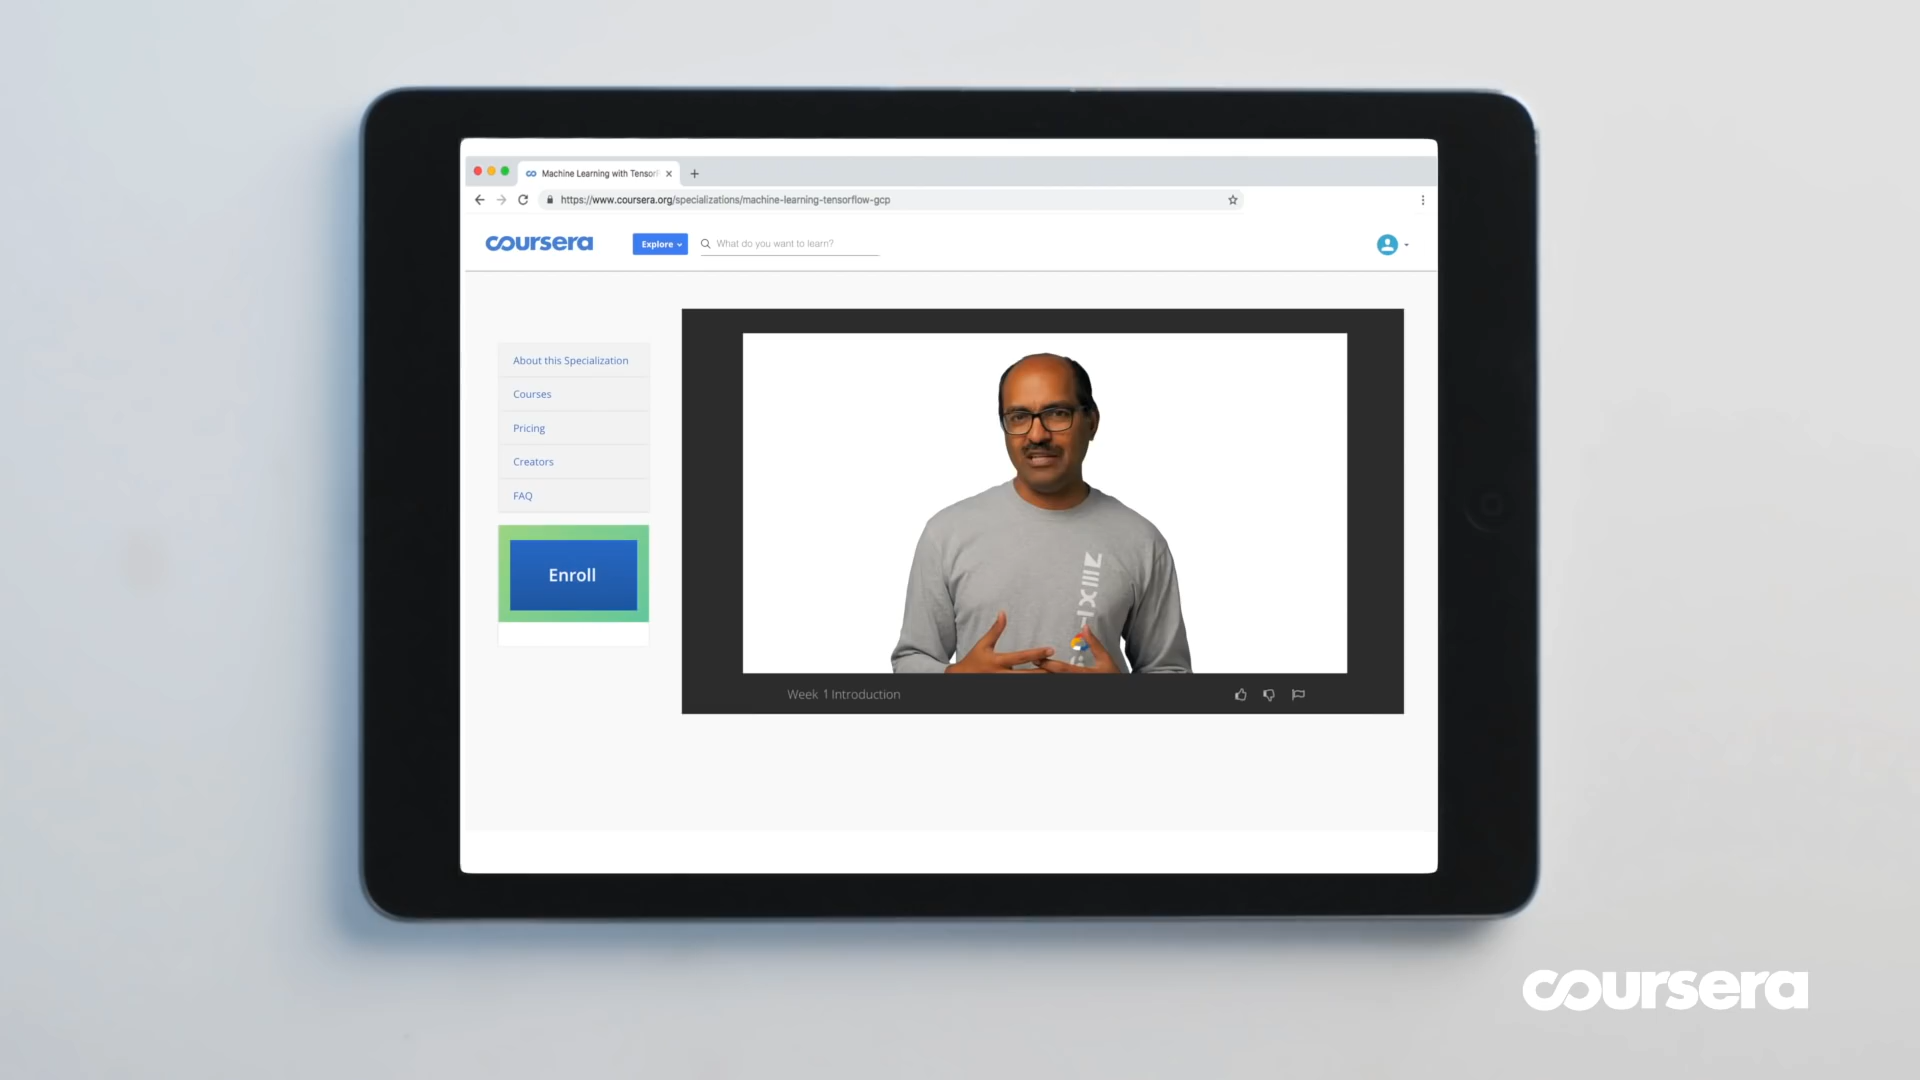 Machine Learning with Tensorf
https://www.coursera.org/specializations/machine-learning-tensorflow-gcp
coursera
Explore
What do you want to learn?
About this Specialization
Courses
Pricing
Creators
FAQ
Enroll
Week 1 Introduction
coursera